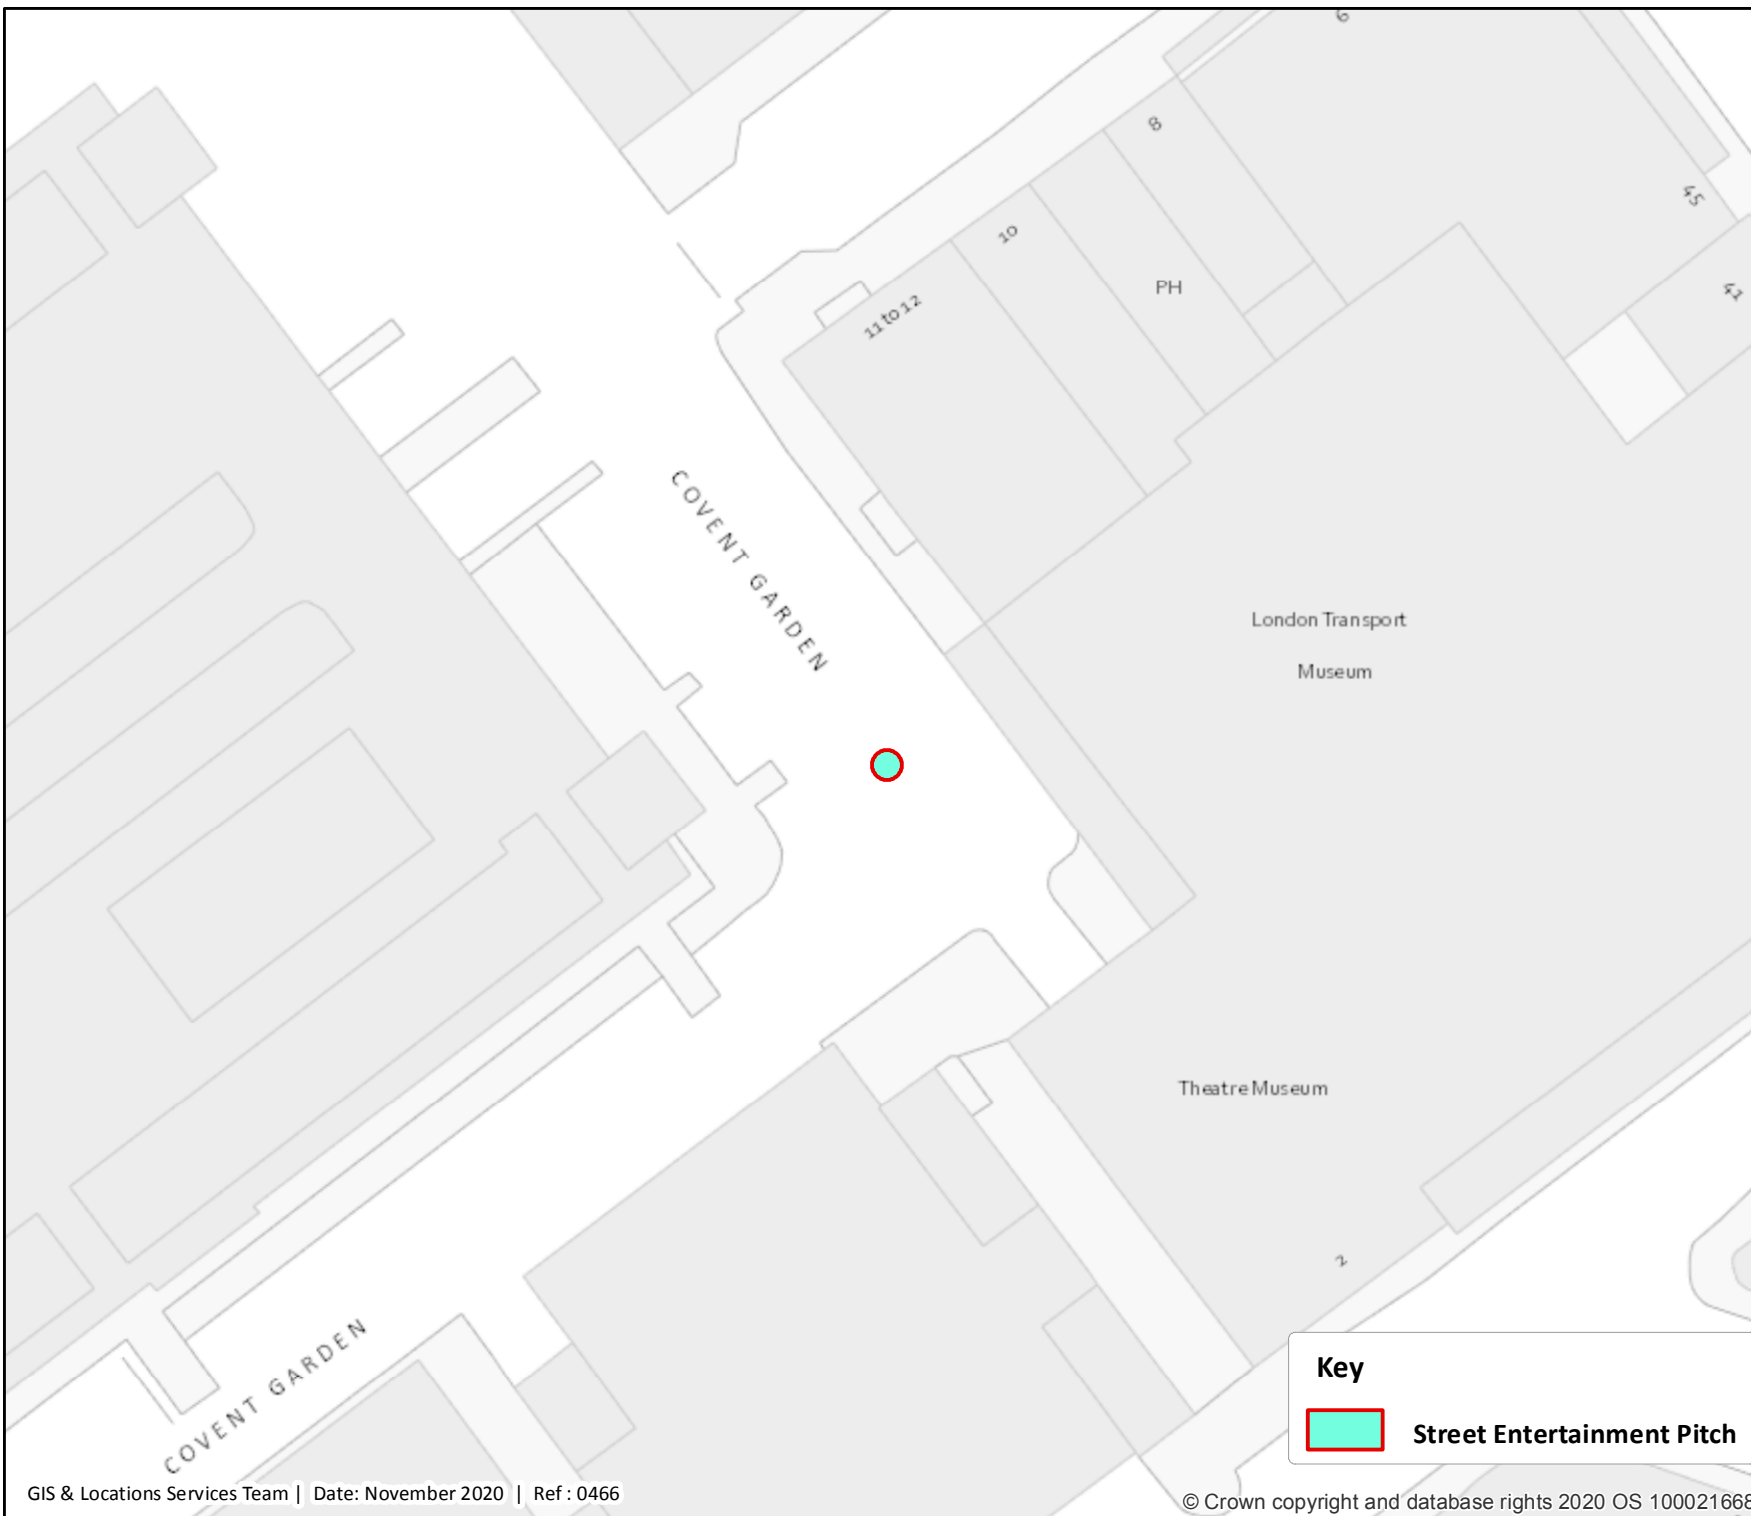 6
8
45
10
PH
41
11 to 12
COVENT GARDEN
London Transport
Museum
Theatre Museum
2
COVENT GARDEN
Key
Street Entertainment Pitch
GIS & Locations Services Team | Date: November 2020 | Ref : 0466
© Crown copyright and database rights 2020 OS 100021668